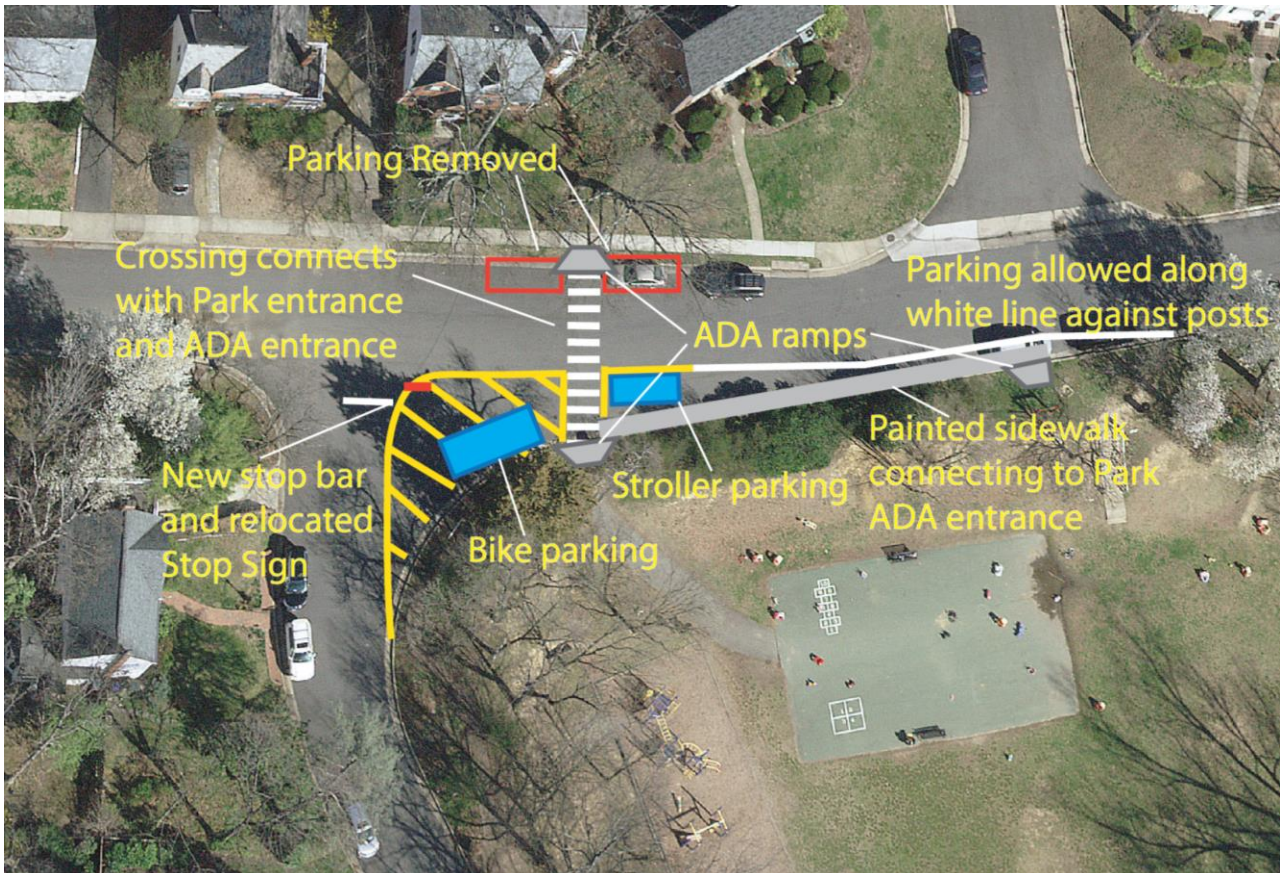 Parking Removed
Crossing connects
with Park entrance
and ADA entrance
Parking allowed along
white line against posts
ADA ramps
New stop bar
and relocated
Stop Sign
Bike parking
Stroller parking
Painted sidewalk
connecting to Park
ADA entrance